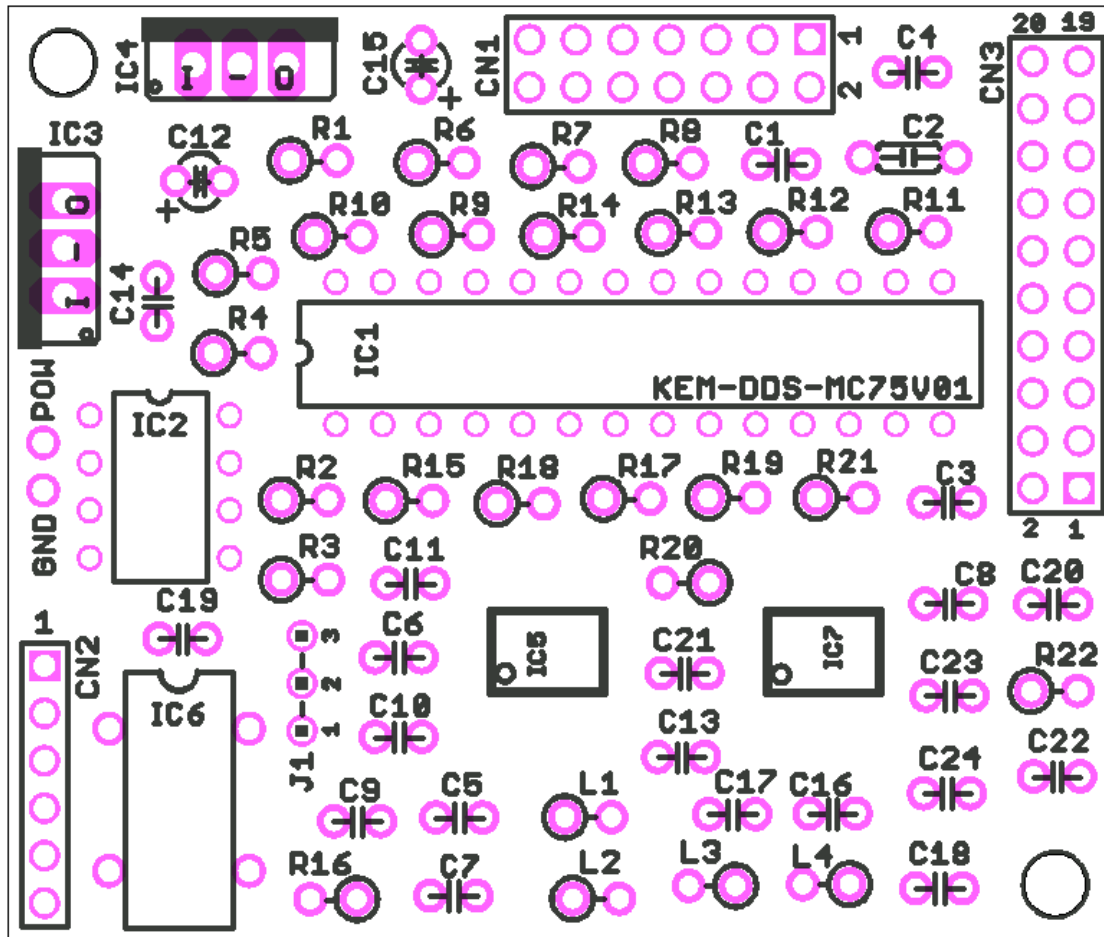 IC4
I - O
C15
+
CN1
1
2
C4
20 19
CN3
IC3
C12
+
R1
R6
R7
R8
C1
C2
O - I
R10
R9
R14
R13
R12
R11
R5
C14
R4
IC1
KEM-DDS-MC75V01
POW
GND
IC2
R2
R15
R18
R17
R19
R21
C3
2 1
R3
C11
R20
C8
C20
C19
1
CN2
3
2
1
J1
C6
IC5
C21
IC7
C23
R22
IC6
C10
C13
C24
C22
C9
C5
L1
C17
C16
R16
C7
L2
L3
L4
C18